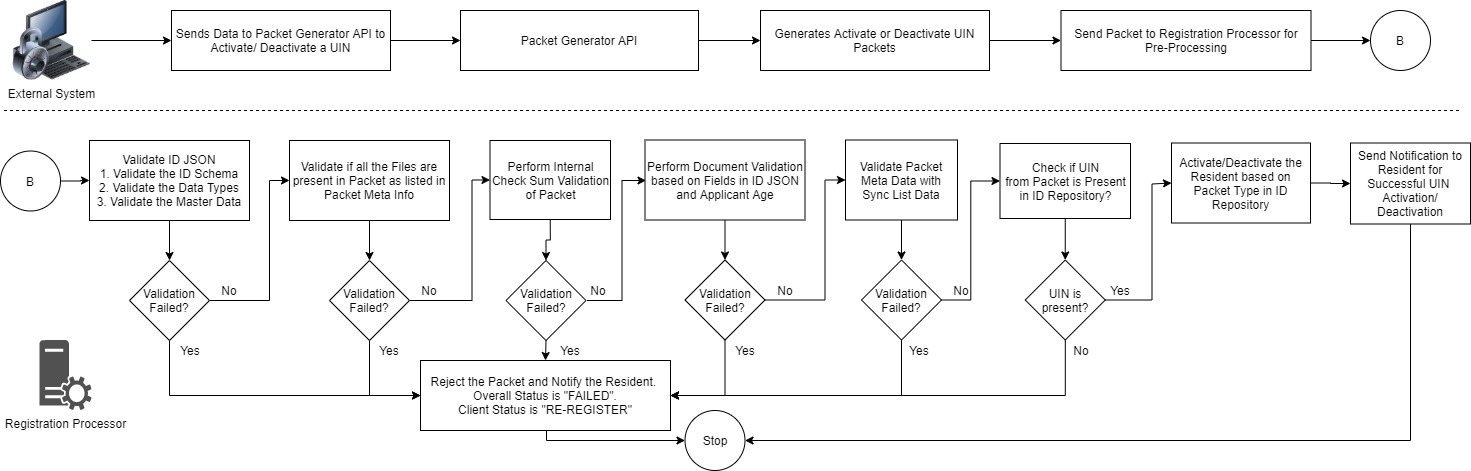 Sends Data to Packet Generator API to
Activate/ Deactivate a UIN
Packet Generator API
Generates Activate or Deactivate UIN
Packets
Send Packet to Registration Processor for
Pre-Processing
B
External System
B
Validate ID JSON
1. Validate the ID Schema
2. Validate the Data Types
3. Validate the Master Data
Validate if all the Files are
present in Packet as listed in
Packet Meta Info
Perform Internal
Check Sum Validation
of Packet
Perform Document Validation
based on Fields in ID JSON
and Applicant Age
Validate Packet
Meta Data with
Sync List Data
Check if UIN
from Packet is Present
in ID Repository?
Activate/Deactivate the
Resident based on
Packet Type in ID
Repository
Send Notification to
Resident for
Successful UIN
Activation/
Deactivation
Validation
Failed?
No
Validation
Failed?
No
Validation
Failed?
No
Validation
Failed?
No
Validation
Failed?
No
UIN is
present?
Yes
Yes
Yes
Yes
Yes
Yes
No
Reject the Packet and Notify the Resident.
Overall Status is "FAILED".
Client Status is "RE-REGISTER"
Registration Processor
Stop